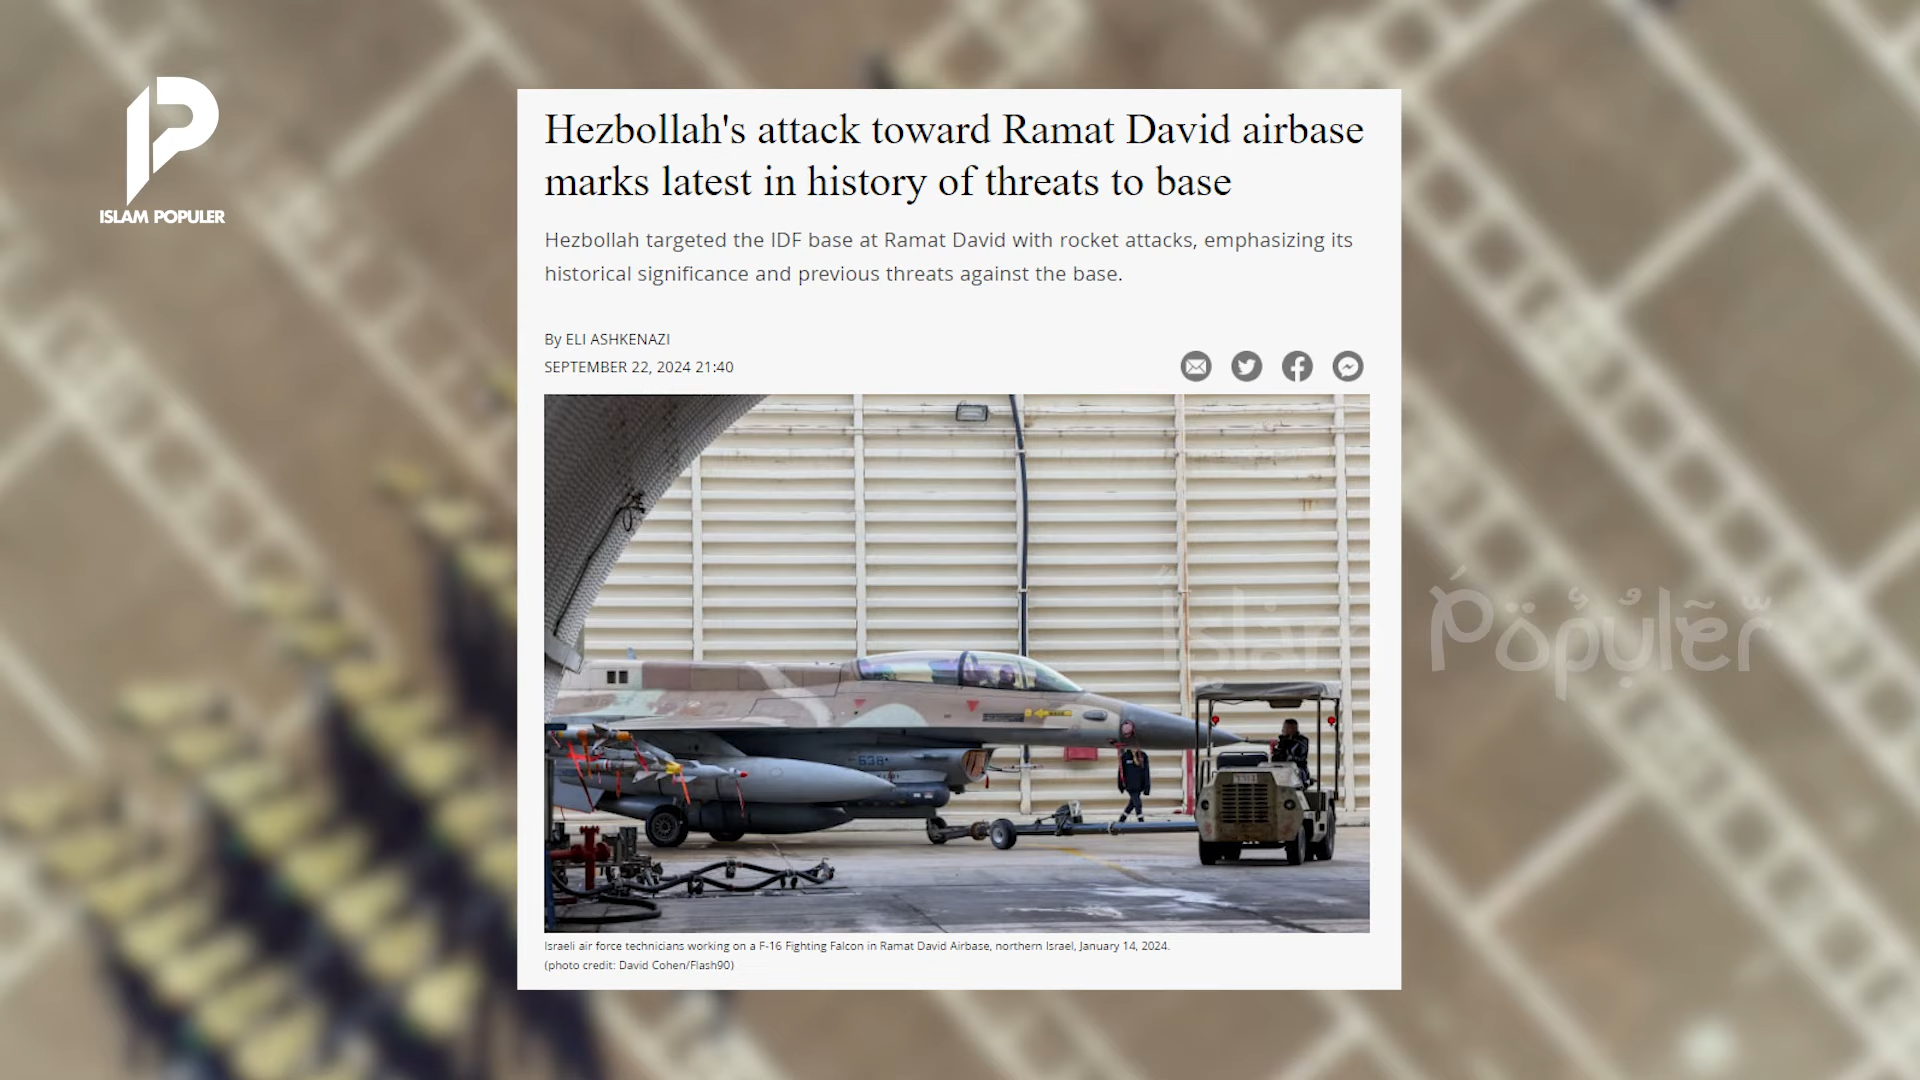 ISLAM POPULER
Hezbollah's attack toward Ramat David airbase
marks latest in history of threats to base
Hezbollah targeted the IDF base at Ramat David with rocket attacks, emphasizing its
historical significance and previous threats against the base.
By ELI ASHKENAZI
SEPTEMBER 22, 2024 21:40
638
Islam Populer
Israeli air force technicians working on a F-16 Fighting Falcon in Ramat David Airbase, northern Israel, January 14, 2024.
(photo credit: David Cohen/Flash90)